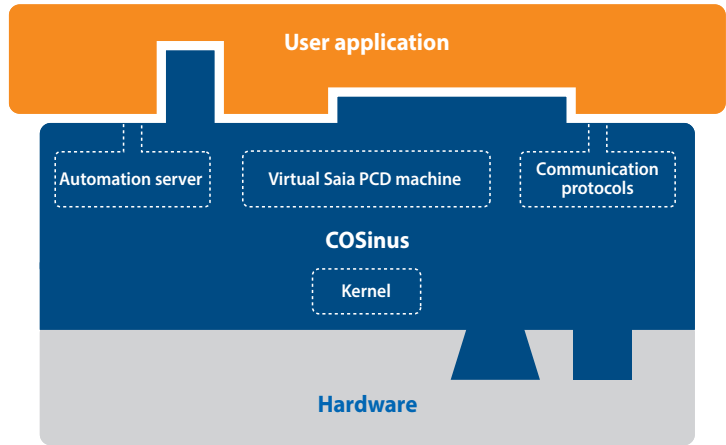 User application
Automation server
Virtual Saia PCD machine
Communication
protocols
COSinus
Kernel
Hardware